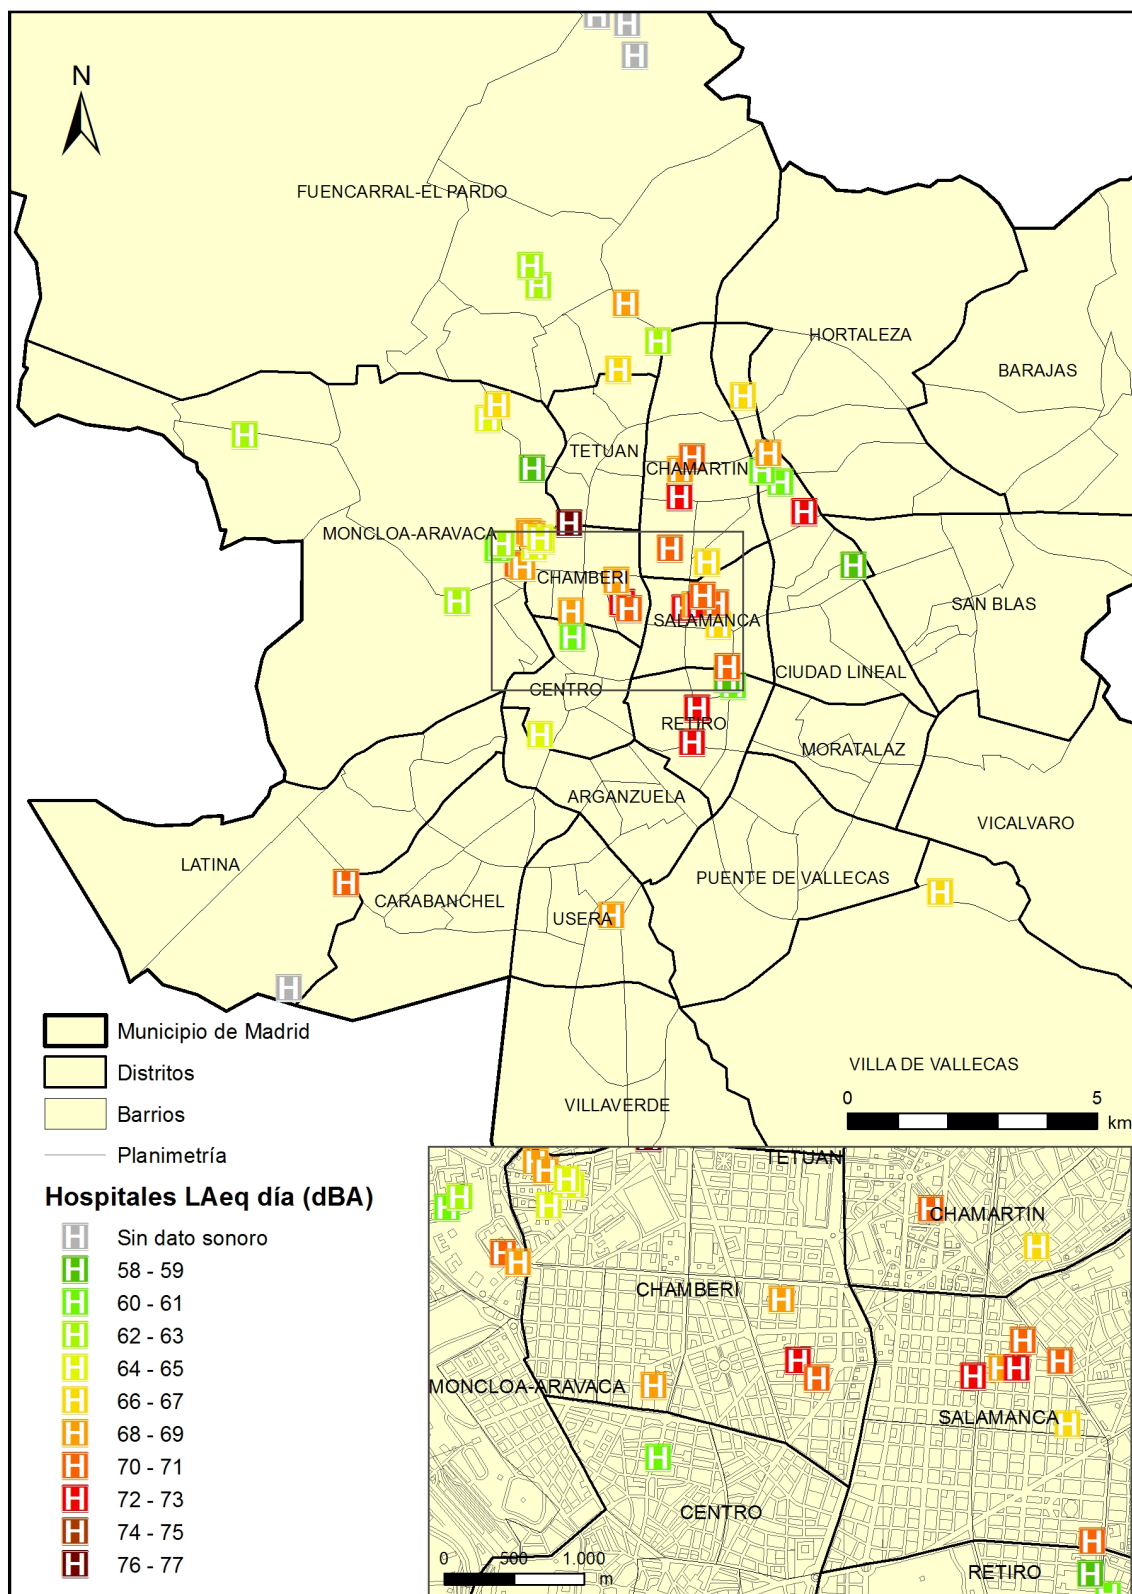 N
FUENCARRAL-EL PARDO
HORTALEZA
BARAJAS
TETUAN
CHAMARTIN
MONCLOA-ARAVACA
CHAMBERI
SAN BLAS
SALAMANCA
CIUDAD LINEAL
CENTRO
RETIRO
MORATALAZ
ARGANZUELA
VICALVARO
LATINA
PUENTE DE VALLECAS
CARABANCHEL
USERA
VILLA DE VALLECAS
VILLAVERDE
0 5
km
Municipio de Madrid
Distritos
Barrios
Planimetría
Hospitales LAeq día (dBA)
H Sin dato sonoro
H 58 - 59
H 60 - 61
H 62 - 63
H 64 - 65
H 66 - 67
H 68 - 69
H 70 - 71
H 72 - 73
H 74 - 75
H 76 - 77
TETUAN
CHAMARTIN
CHAMBERI
MONCLOA-ARAVACA
SALAMANCA
CENTRO
RETIRO
0 500 1.000
m